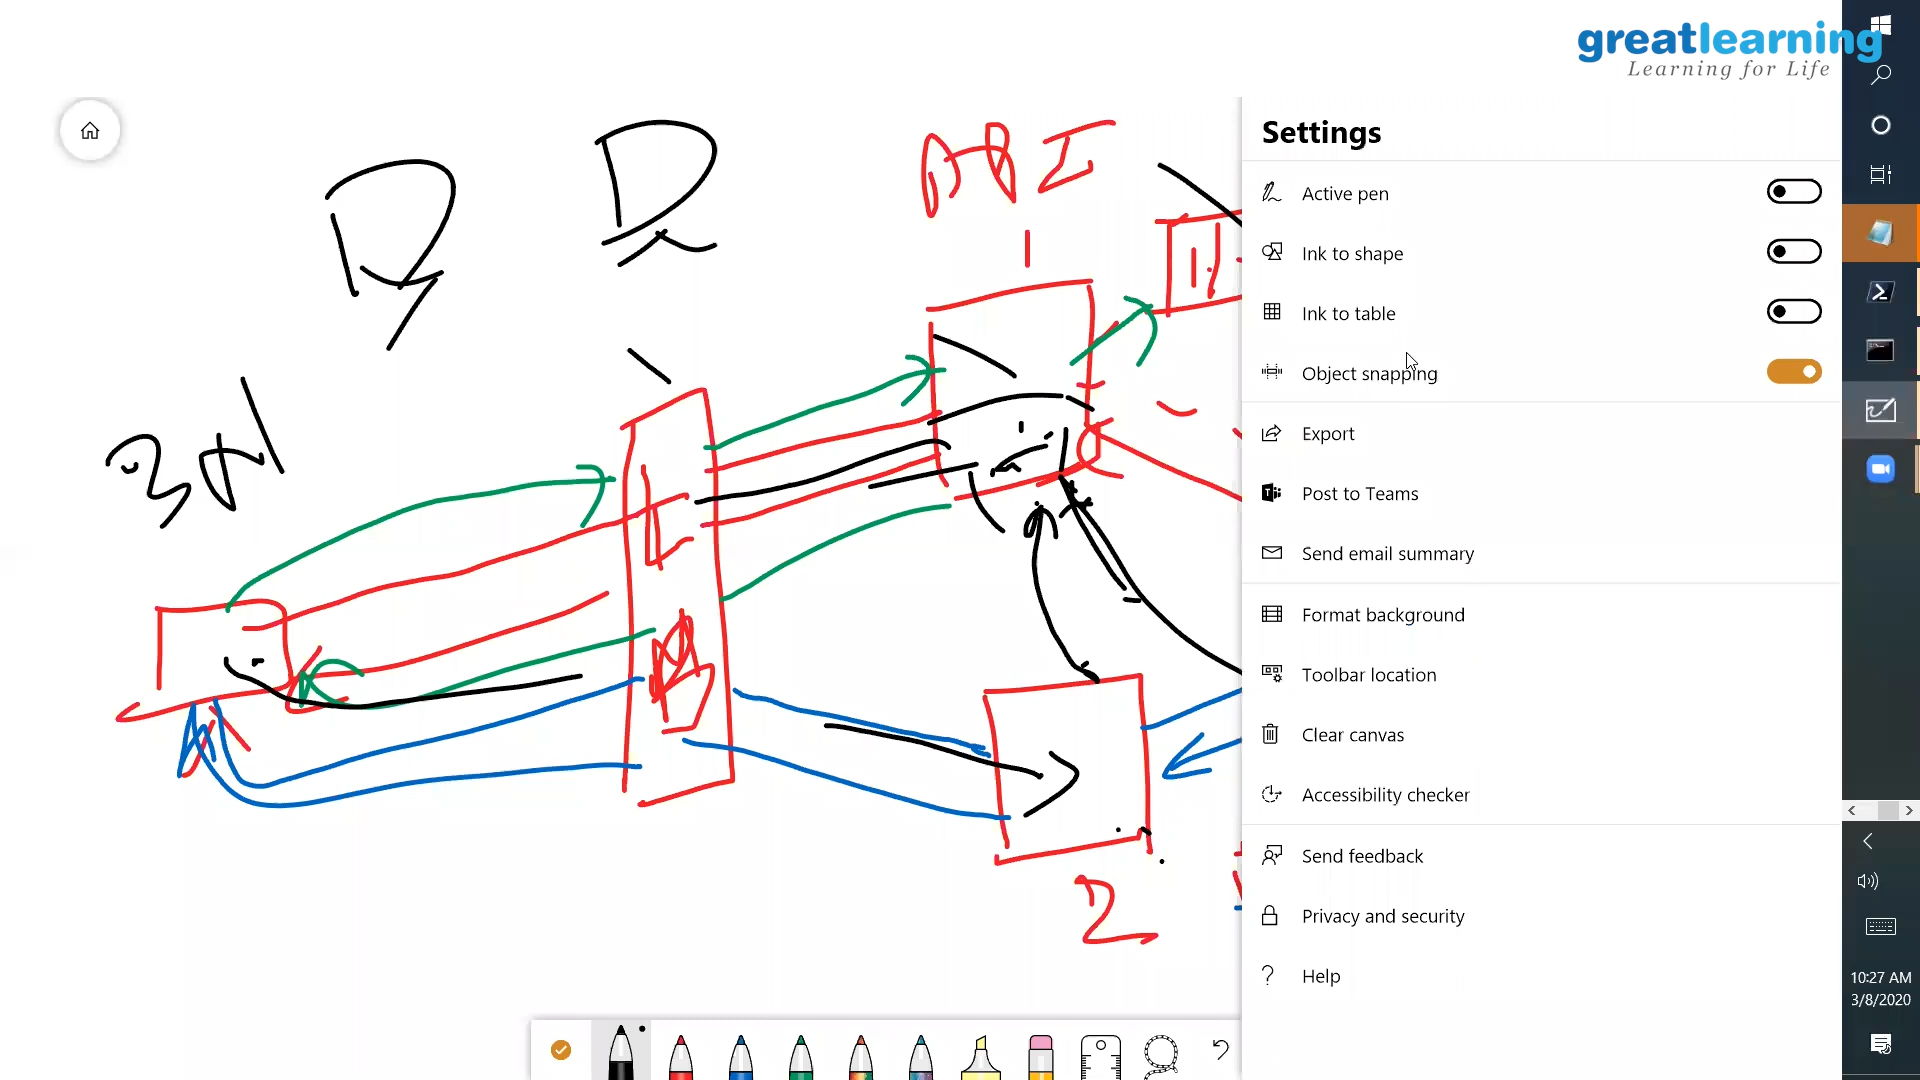 greatlearning
Learning for Life
Settings
Active pen
Ink to shape
Ink to table
Object snapping
Export
Post to Teams
Send email summary
Format background
Toolbar location
Clear canvas
Accessibility checker
Send feedback
Privacy and security
Help
1
2
10:27 AM
3/8/2020